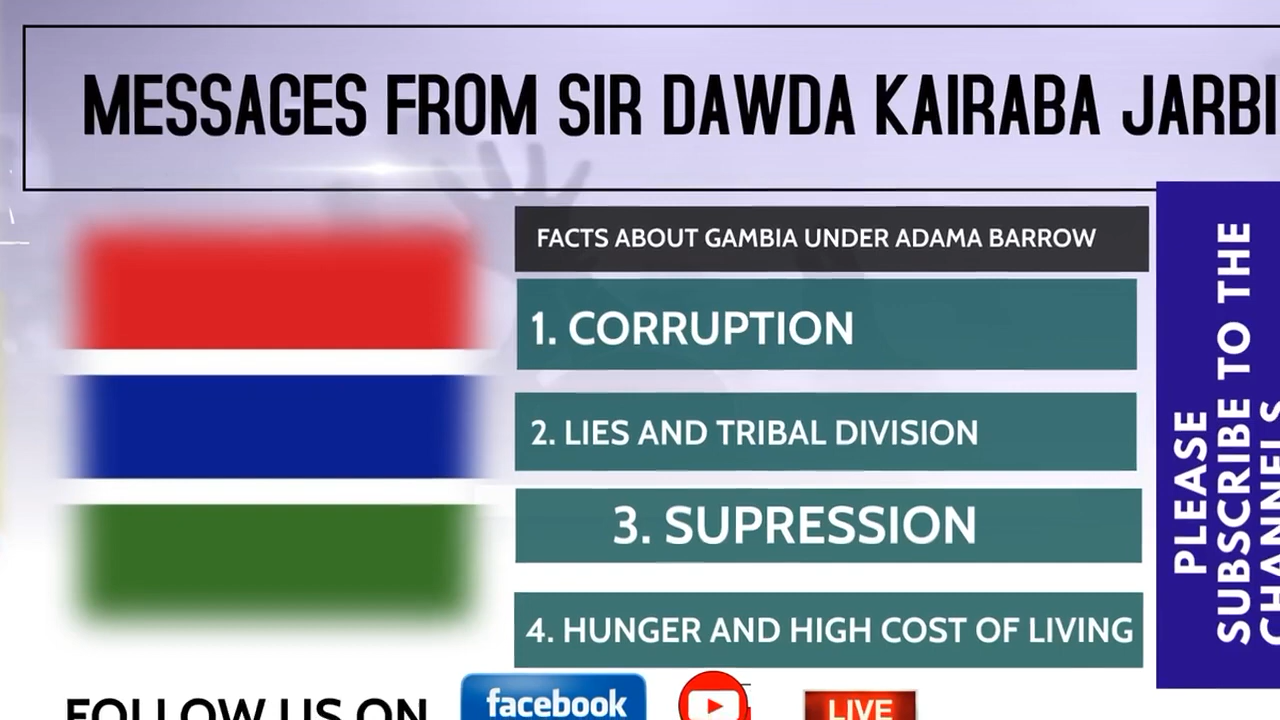 MESSAGES FROM SIR DAWDA KAIRABA JARBI
FACTS ABOUT GAMBIA UNDER ADAMA BARROW
1. CORRUPTION
2. LIES AND TRIBAL DIVISION
3. SUPRESSION
4. HUNGER AND HIGH COST OF LIVING
PLEASE
SUBSCRIBE TO THE
CHANNELS
FOLLOW US ON
facebook
LIVE